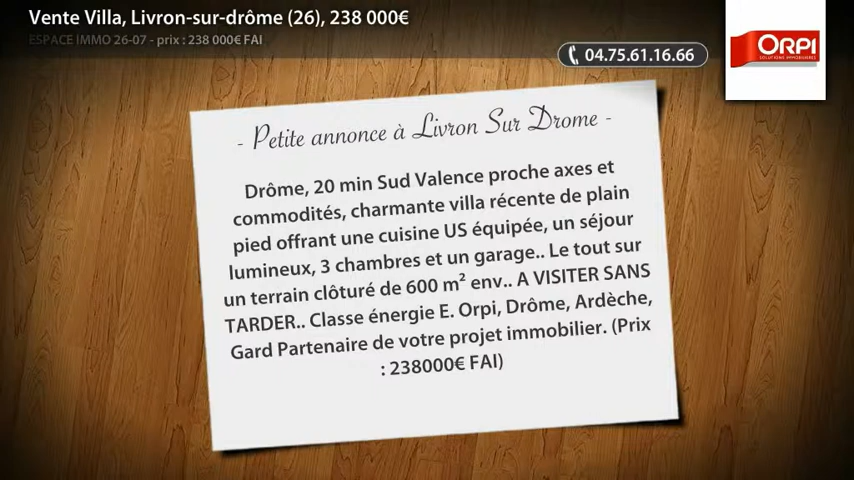 Vente Villa, Livron-sur-drôme (26), 238 000€
ESPACE IMMO 26-07 - prix : 238 000€ FAI
04.75.61.16.66
ORPI
SOLUTIONS IMMOBILIERES
- Petite annonce à Livron Sur Drome -
Drôme, 20 min Sud Valence proche axes et
commodités, charmante villa récente de plain
pied offrant une cuisine US équipée, un séjour
lumineux, 3 chambres et un garage.. Le tout sur
un terrain clôturé de 600 m² env.. A VISITER SANS
TARDER.. Classe énergie E. Orpi, Drôme, Ardèche,
Gard Partenaire de votre projet immobilier. (Prix
: 238000€ FAI)